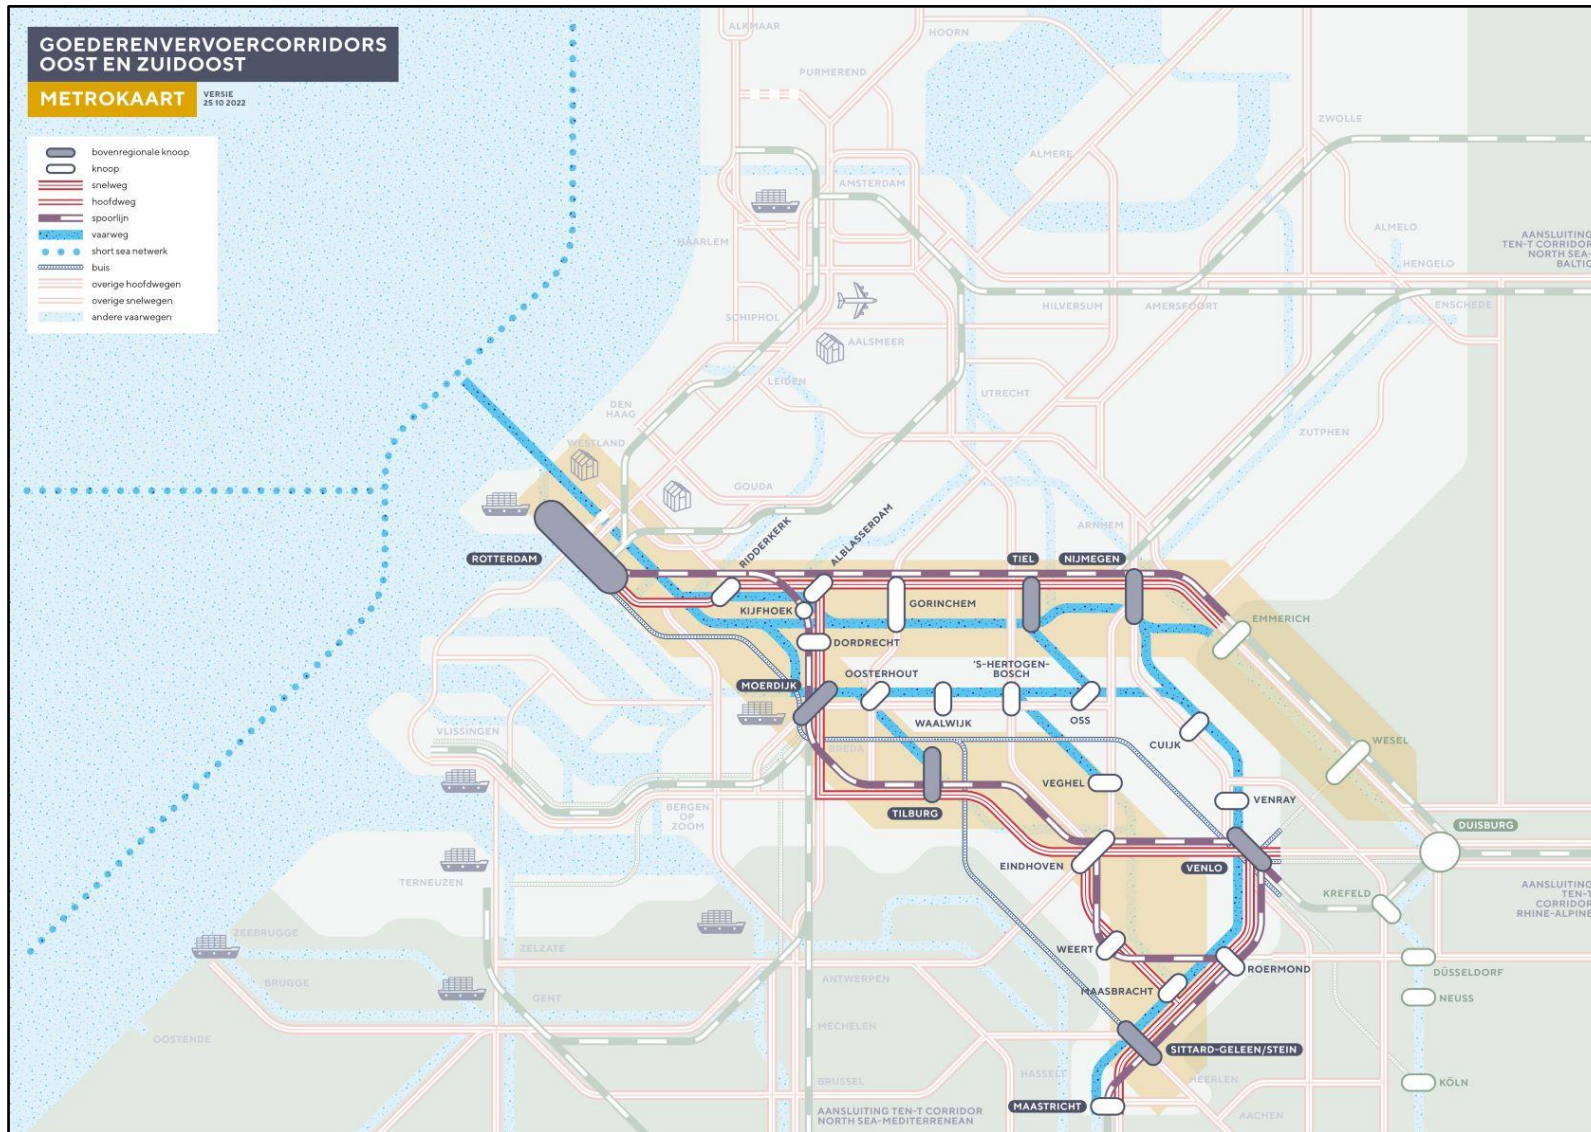 GOEDERENVERVOERCORRIDORS
OOST EN ZUIDOOST
METROKAART
VERSIE
25 10 2022
bovenregionale knoop
knoop
snelweg
hoofdweg
spoorlijn
vaarweg
short sea netwerk
buis
overige hoofdwegen
overige snelwegen
andere vaarwegen
ALKMAAR
HOORN
PURMEREND
ZWOLLE
ALMERE
AMSTERDAM
HAARLEM
ALMELO
AANSLUITING
TEN-T CORRIDOR
NORTH SEA-
BALTIC
HENGELO
SCHIPHOL
HILVERSUM
AMERSFOORT
ENSCHEDE
AALSMEER
LEIDEN
UTRECHT
DEN
HAAG
WESTLAND
ZUTPHEN
GOUDA
ARNHEM
RIDDERKERK
ALBLASSERDAM
ROTTERDAM
TIEL
NIJMEGEN
KIJFHOEK
GORINCHEM
EMMERICH
DORDRECHT
OOSTERHOUT
'S-HERTOGEN-
BOSCH
MOERDIJK
WAALWIJK
OSS
VLISSINGEN
BREDA
CUIJK
WESEL
VEGHEL
VENRAY
BERGEN
OP
ZOOM
TILBURG
DUISBURG
EINDHOVEN
VENLO
TERNEUZEN
KREFELD
AANSLUITING
TEN-T
CORRIDOR
RHINE-ALPINE
ZEEBRUGGE
ZELZATE
WEERT
ROERMOND
BRUGGE
GENT
ANTWERPEN
MAASBRACHT
DÜSSELDORF
NEUSS
OOSTENDE
MECHELEN
SITTARD-GELEEN/STEIN
HASSELT
HEERLEN
BRUSSEL
KÖLN
MAASTRICHT
AACHEN
AANSLUITING TEN-T CORRIDOR
NORTH SEA-MEDITERRENEAN